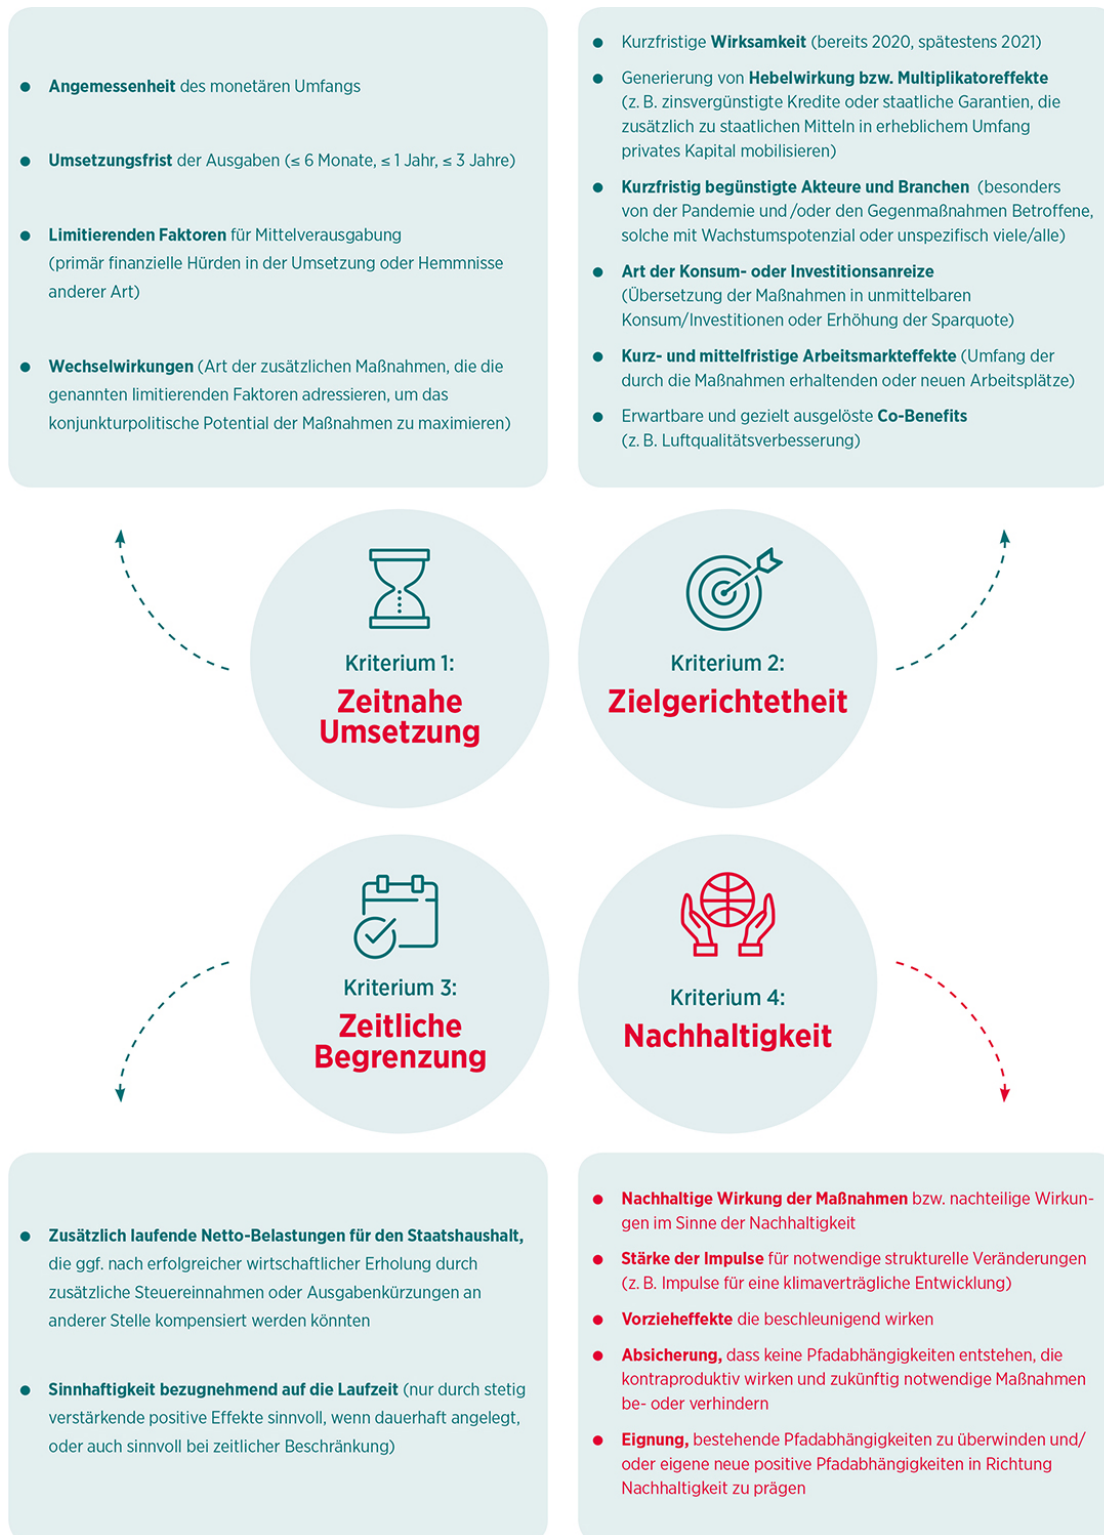 ● Angemessenheit des monetären Umfangs
● Umsetzungsfrist der Ausgaben (≤ 6 Monate, ≤ 1 Jahr, ≤ 3 Jahre)
● Limitierenden Faktoren für Mittelverausgabung
(primär finanzielle Hürden in der Umsetzung oder Hemmnisse
anderer Art)
● Wechselwirkungen (Art der zusätzlichen Maßnahmen, die die
genannten limitierenden Faktoren adressieren, um das
konjunkturpolitische Potential der Maßnahmen zu maximieren)
● Kurzfristige Wirksamkeit (bereits 2020, spätestens 2021)
● Generierung von Hebelwirkung bzw. Multiplikatoreffekte
(z. B. zinsvergünstigte Kredite oder staatliche Garantien, die
zusätzlich zu staatlichen Mitteln in erheblichem Umfang
privates Kapital mobilisieren)
● Kurzfristig begünstigte Akteure und Branchen (besonders
von der Pandemie und/oder den Gegenmaßnahmen Betroffene,
solche mit Wachstumspotenzial oder unspezifisch viele/alle)
● Art der Konsum- oder Investitionsanreize
(Übersetzung der Maßnahmen in unmittelbaren
Konsum/Investitionen oder Erhöhung der Sparquote)
● Kurz- und mittelfristige Arbeitsmarkteffekte (Umfang der
durch die Maßnahmen erhaltenden oder neuen Arbeitsplätze)
● Erwartbare und gezielt ausgelöste Co-Benefits
(z. B. Luftqualitätsverbesserung)
Kriterium 1:
Zeitnahe
Umsetzung
Kriterium 2:
Zielgerichtetheit
Kriterium 3:
Zeitliche
Begrenzung
Kriterium 4:
Nachhaltigkeit
● Zusätzlich laufende Netto-Belastungen für den Staatshaushalt,
die ggf. nach erfolgreicher wirtschaftlicher Erholung durch
zusätzliche Steuereinnahmen oder Ausgabenkürzungen an
anderer Stelle kompensiert werden könnten
● Sinnhaftigkeit bezugnehmend auf die Laufzeit (nur durch stetig
verstärkende positive Effekte sinnvoll, wenn dauerhaft angelegt,
oder auch sinnvoll bei zeitlicher Beschränkung)
● Nachhaltige Wirkung der Maßnahmen bzw. nachteilige Wirkun-
gen im Sinne der Nachhaltigkeit
● Stärke der Impulse für notwendige strukturelle Veränderungen
(z. B. Impulse für eine klimaverträgliche Entwicklung)
● Vorzieheffekte die beschleunigend wirken
● Absicherung, dass keine Pfadabhängigkeiten entstehen, die
kontraproduktiv wirken und zukünftig notwendige Maßnahmen
be- oder verhindern
● Eignung, bestehende Pfadabhängigkeiten zu überwinden und/
oder eigene neue positive Pfadabhängigkeiten in Richtung
Nachhaltigkeit zu prägen